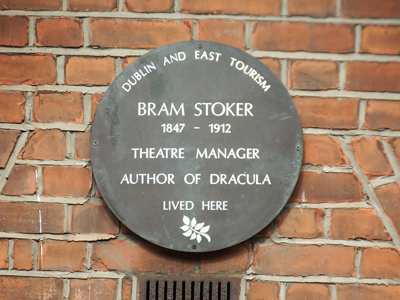 DUBLIN AND EAST TOURISM
BRAM STOKER
1847 - 1912
THEATRE MANAGER
AUTHOR OF DRACULA
LIVED HERE